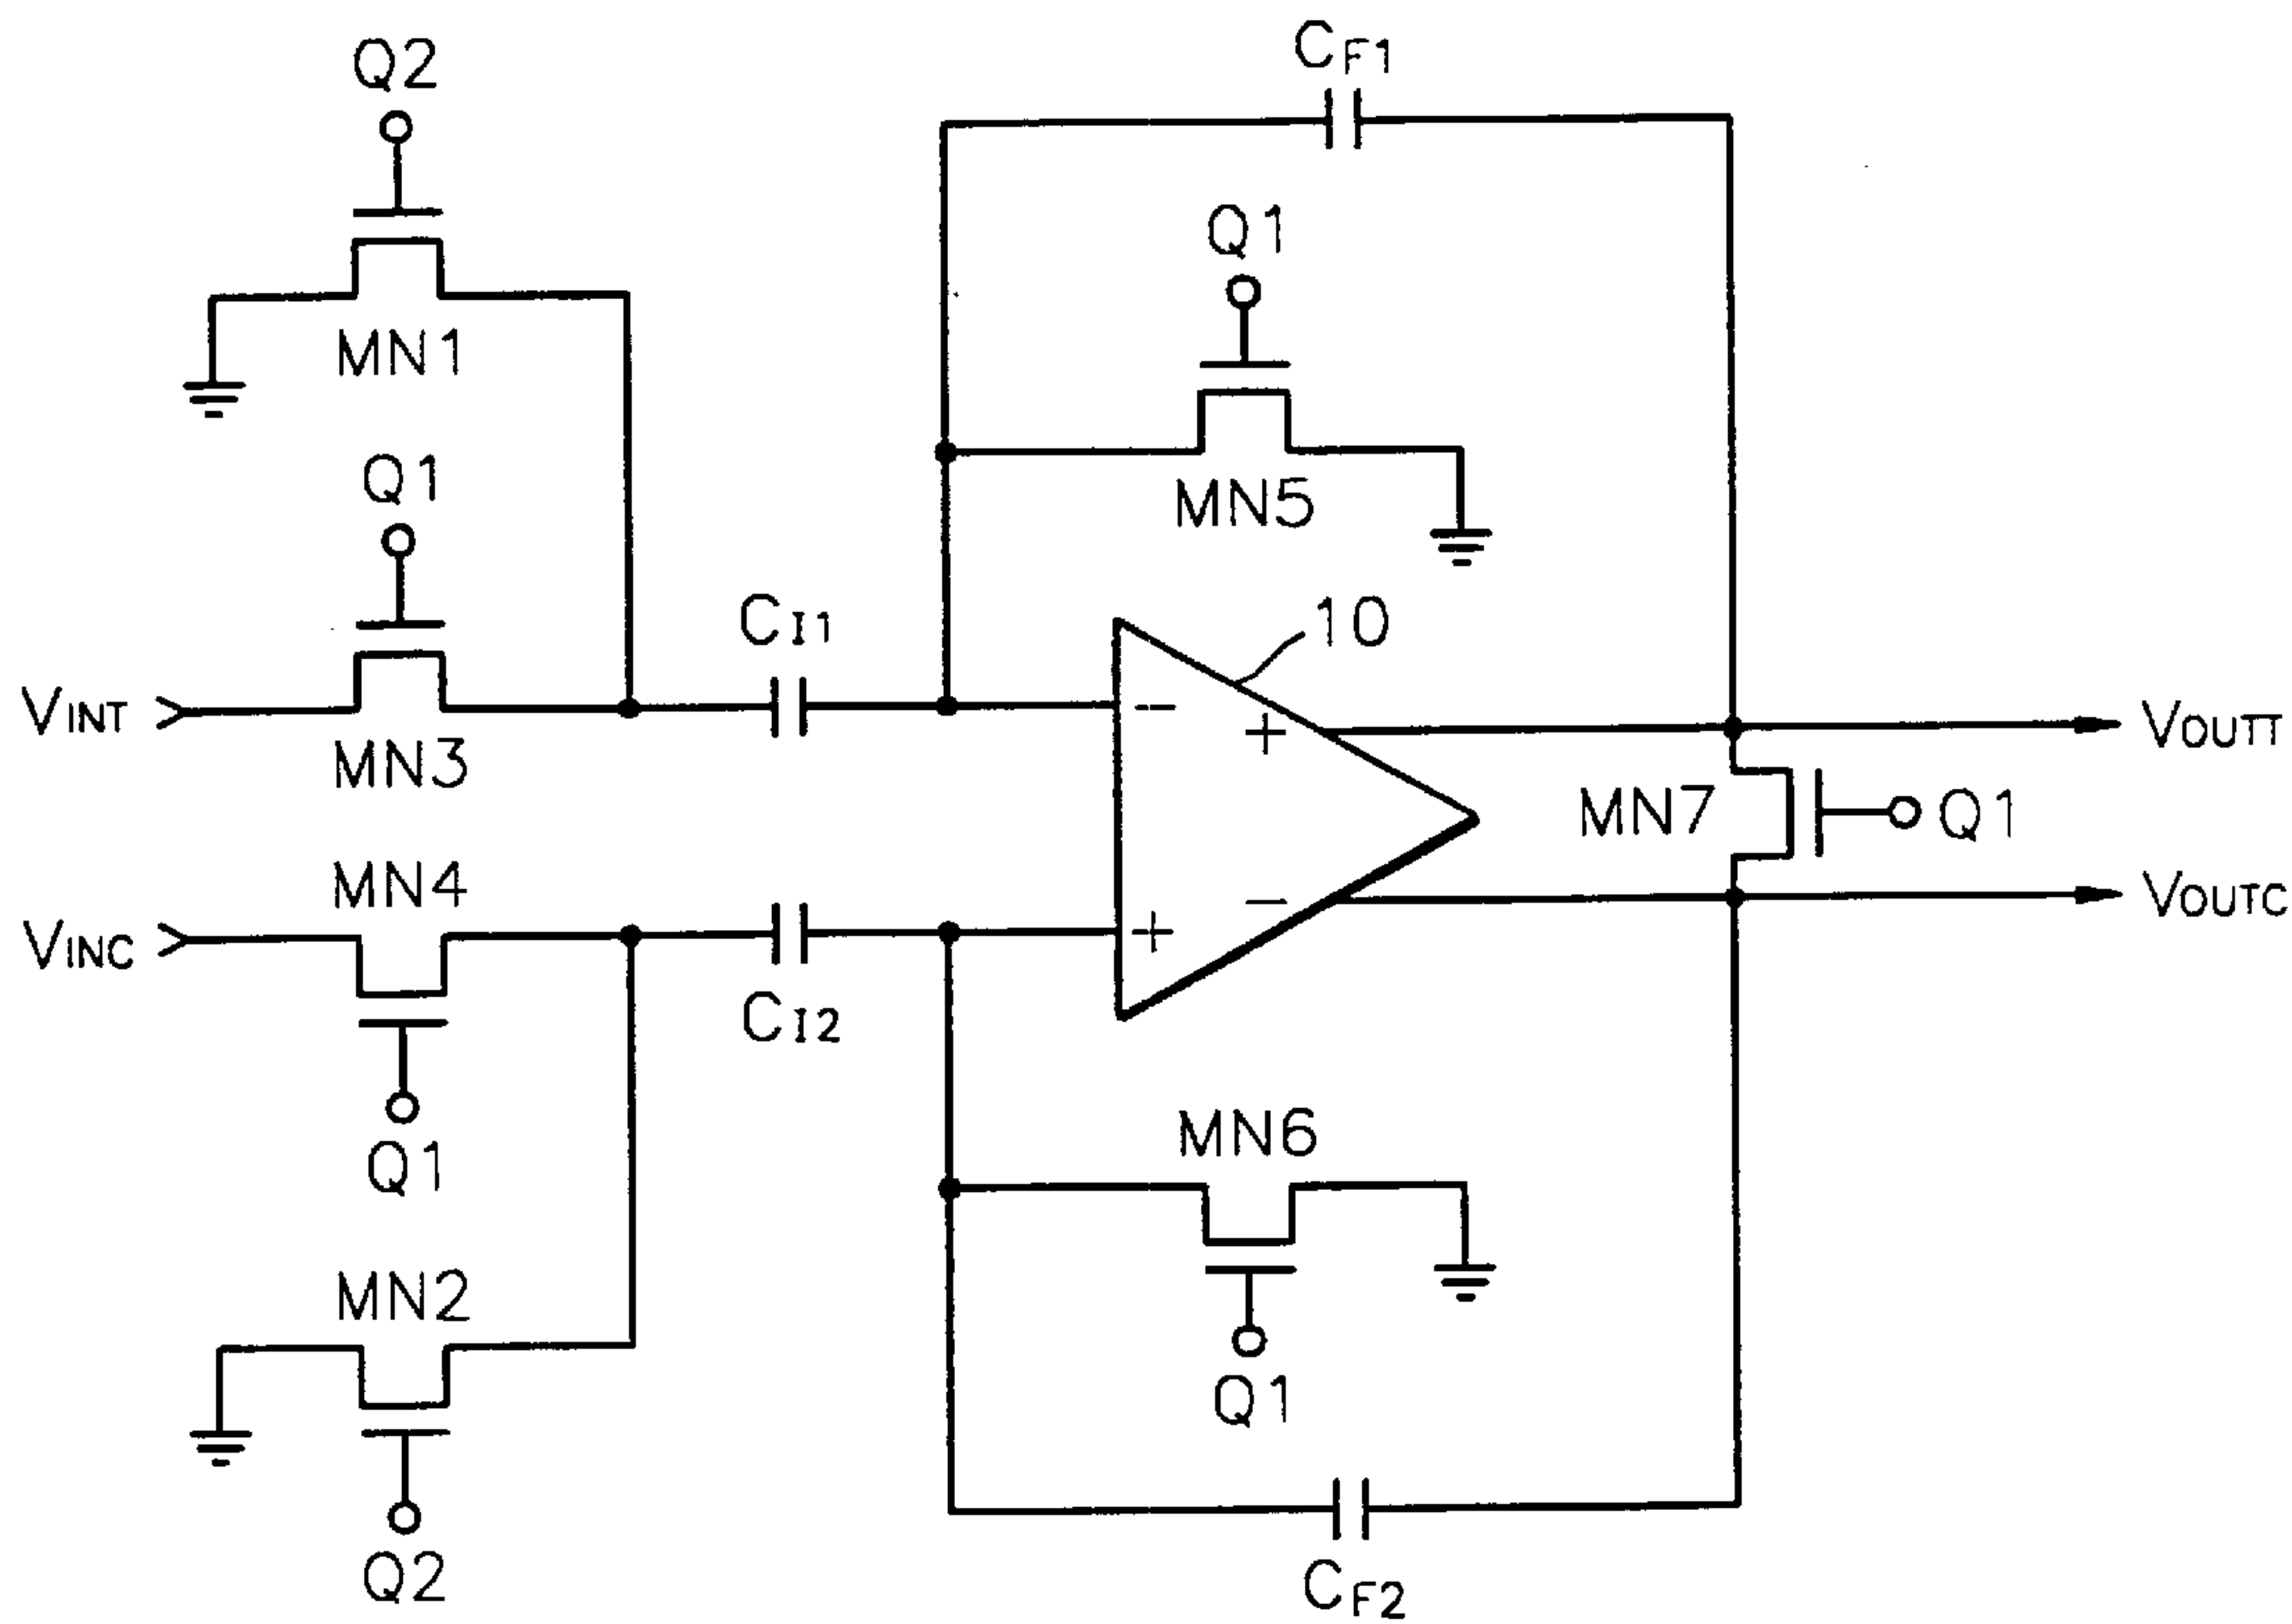 CF1
Q2
Q1
MN1
Q1
MN5
CI1
10
-
+
VINT
VOUTT
MN3
MN7
Q1
MN4
-
VOUTC
VINC
+
CI2
MN6
Q1
MN2
Q1
Q2
CF2